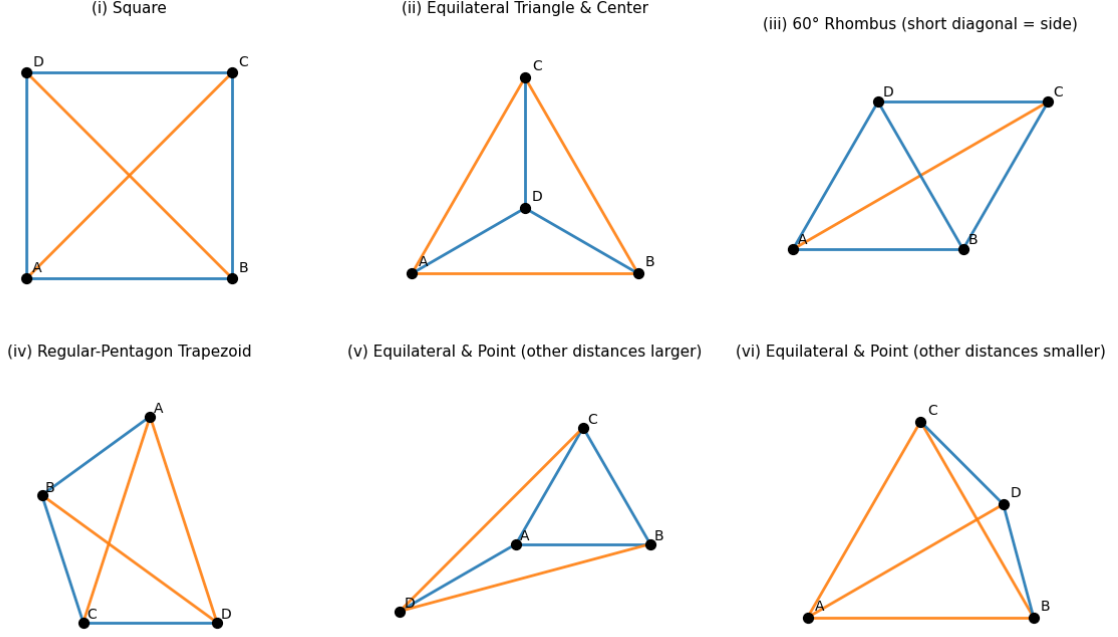 (i) Square
D
C
A
B
(ii) Equilateral Triangle & Center
C
D
A
B
(iii) 60° Rhombus (short diagonal = side)
D
C
A
B
(iv) Regular-Pentagon Trapezoid
A
B
C
D
(v) Equilateral & Point (other distances larger)
C
A
B
D
(vi) Equilateral & Point (other distances smaller)
C
D
A
B